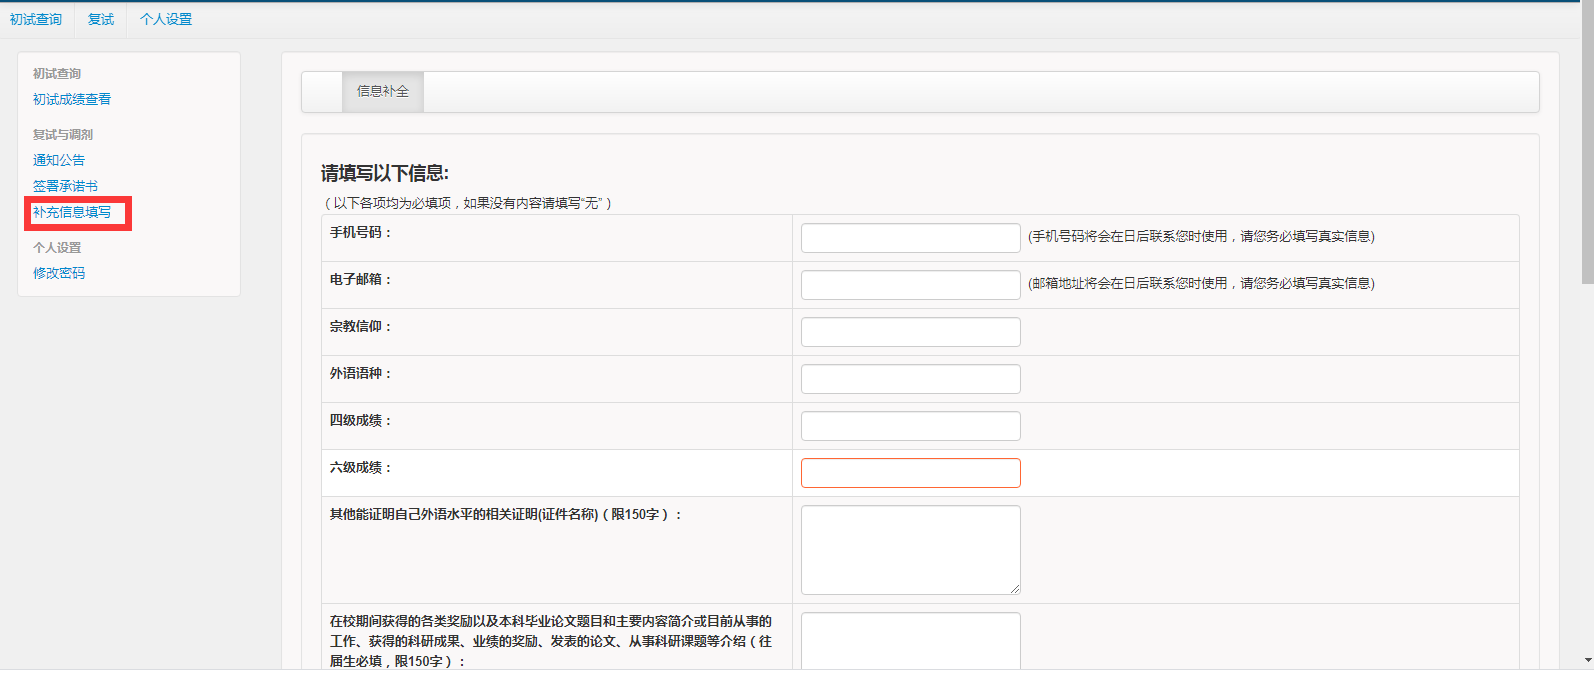 初试查询 复试 个人设置
初试查询
初试成绩查看
复试与调剂
通知公告
签署承诺书
补充信息填写
个人设置
修改密码
信息补全
请填写以下信息:
（以下各项均为必填项，如果没有内容请填写“无”）
手机号码： (手机号码将会在日后联系您时使用，请您务必填写真实信息)
电子邮箱： (邮箱地址将会在日后联系您时使用，请您务必填写真实信息)
宗教信仰：
外语语种：
四级成绩：
六级成绩：
其他能证明自己外语水平的相关证明(证件名称)（限150字）：
在校期间获得的各类奖励以及本科毕业论文题目和主要内容简介或目前从事的
工作、获得的科研成果、业绩的奖励、发表的论文、从事科研课题等介绍（往
届生必填，限150字）：